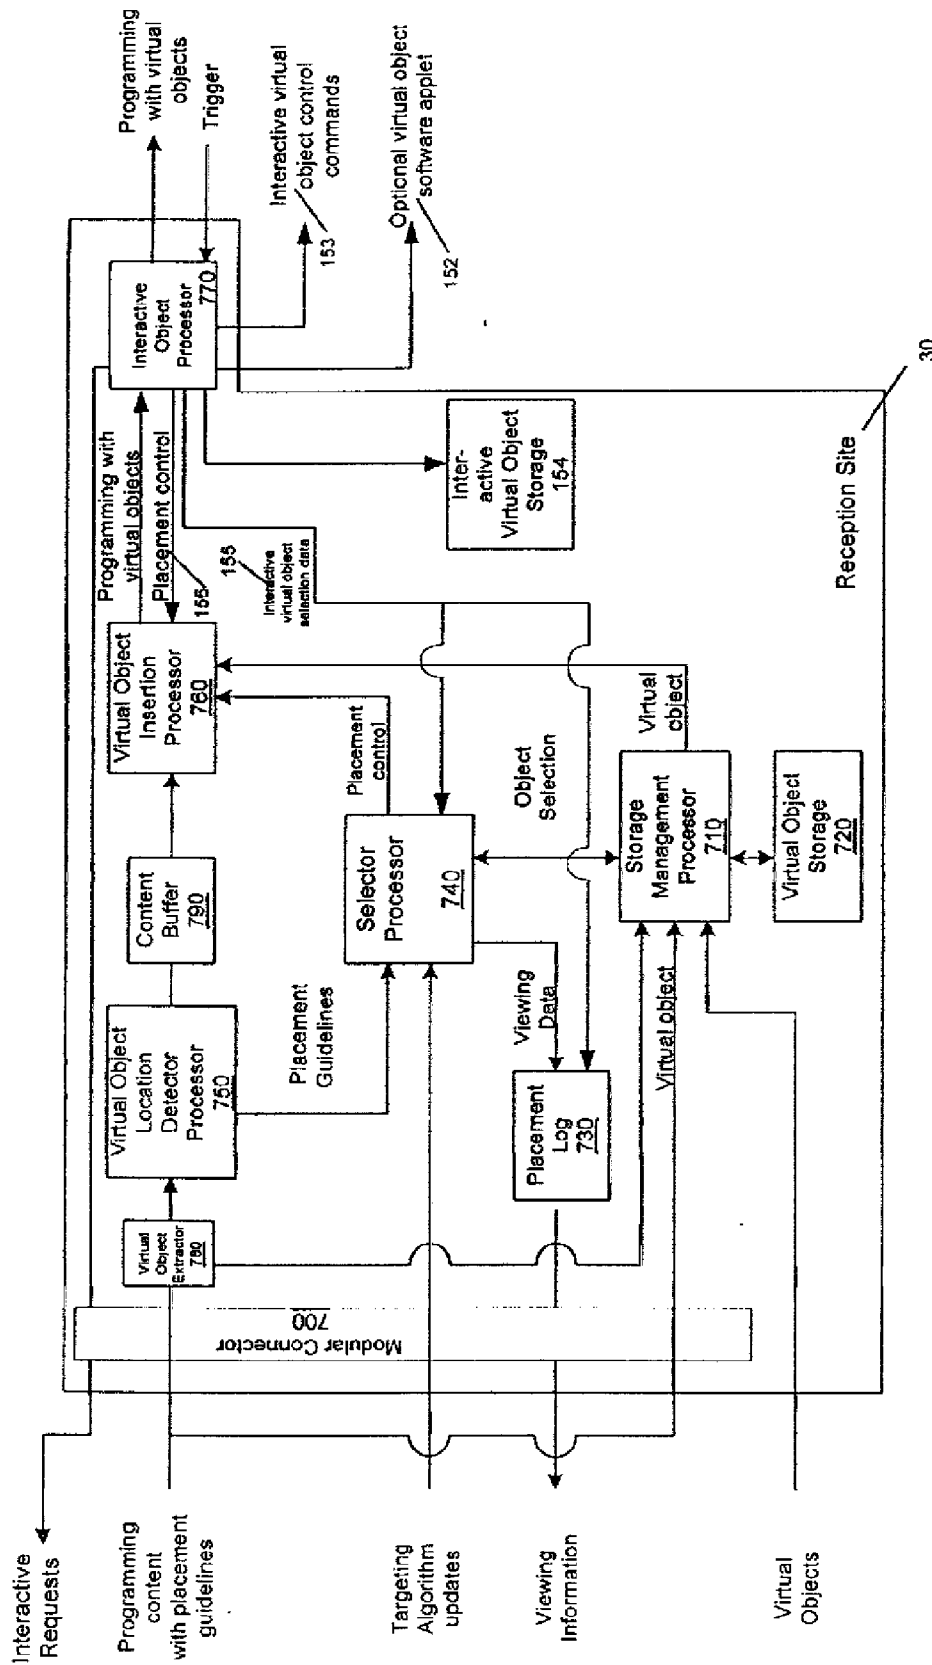 Interactive
Requests
Programming
content
with placement
guidelines
Targeting
Algorithm
updates
Viewing
Information
Virtual
Objects
Modular Connector
700
Virtual
Object
Extractor
780
Virtual Object
Location
Detector
Processor
750
Content
Buffer
790
Virtual Object
Insertion
Processor
760
Programming with
virtual objects
Placement control
155
Interactive
Object
Processor
770
Programming
with virtual
objects
Trigger
Interactive virtual
object control
commands
153
Optional virtual object
software applet
152
155
Interactive
virtual object
selection data
Inter-
active
Virtual Object
Storage
154
Placement
Guidelines
Selector
Processor
740
Placement
control
Object
Selection
Viewing
Data
Placement
Log
730
Storage
Management
Processor
710
Virtual
object
Virtual object
Virtual Object
Storage
720
Reception Site
30